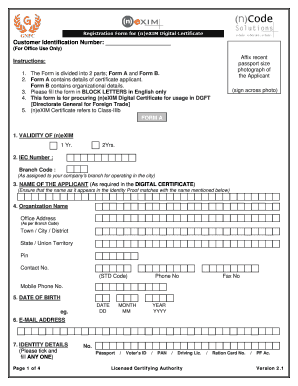 GNFC
(n)eXIM
(n)Code
Solutions
Registration Form for (n)eXIM Digital Certificate
Customer Identification Number:
(For Office Use Only)
Affix recent
passport size
photograph of
the Applicant
(sign across photo)
Instructions:
1. The Form is divided into 2 parts; Form A and Form B.
2. Form A contains details of certificate applicant.
Form B contains organizational details.
3. Please fill the form in BLOCK LETTERS in English only
4. This form is for procuring (n)eXIM Digital Certificate for usage in DGFT
[Directorate General for Foreign Trade]
5. (n)eXIM Certificate refers to Class-IIIb
FORM A
1. VALIDITY OF (n)eXIM
1 Yr. 2Yrs.
2. IEC Number :
Branch Code :
(As assigned to your company's branch for operating in the city)
3. NAME OF THE APPLICANT (As required in the DIGITAL CERTIFICATE)
(Ensure that the name as it appears in the Identity Proof matches with the name mentioned below)
4. Organization Name
Office Address
(As per Branch Code)
Town / City / District
State / Union Territory
Pin
Contact No.
(STD Code) Phone No Fax No
Mobile Phone No.
5. DATE OF BIRTH
DATE MONTH YEAR
eg. DD MM YYYY
6. E-MAIL ADDRESS
7. IDENTITY DETAILS No.
(Please tick and
fill ANY ONE)
Passport / Voter's ID / PAN / Driving Lic. / Ration Card No. / PF Ac.
Page 1 of 4 Licensed Certifying Authority Version 2.1